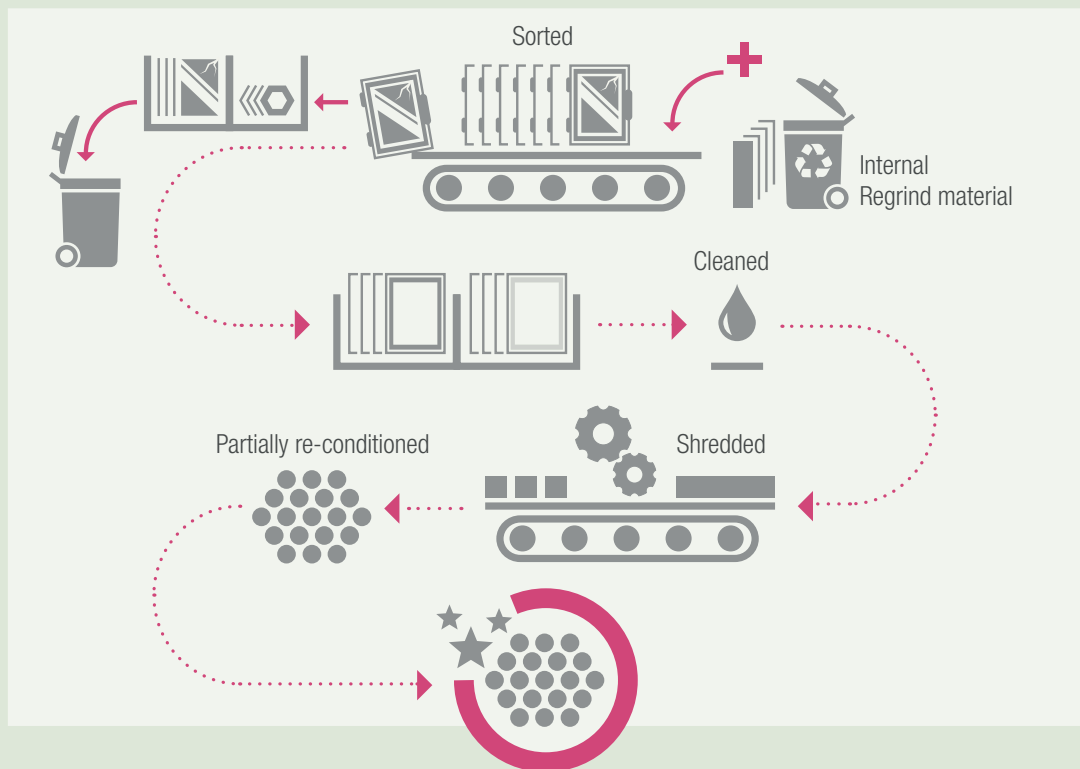 Sorted
Internal
Regrind material
Cleaned
Partially re-conditioned
Shredded